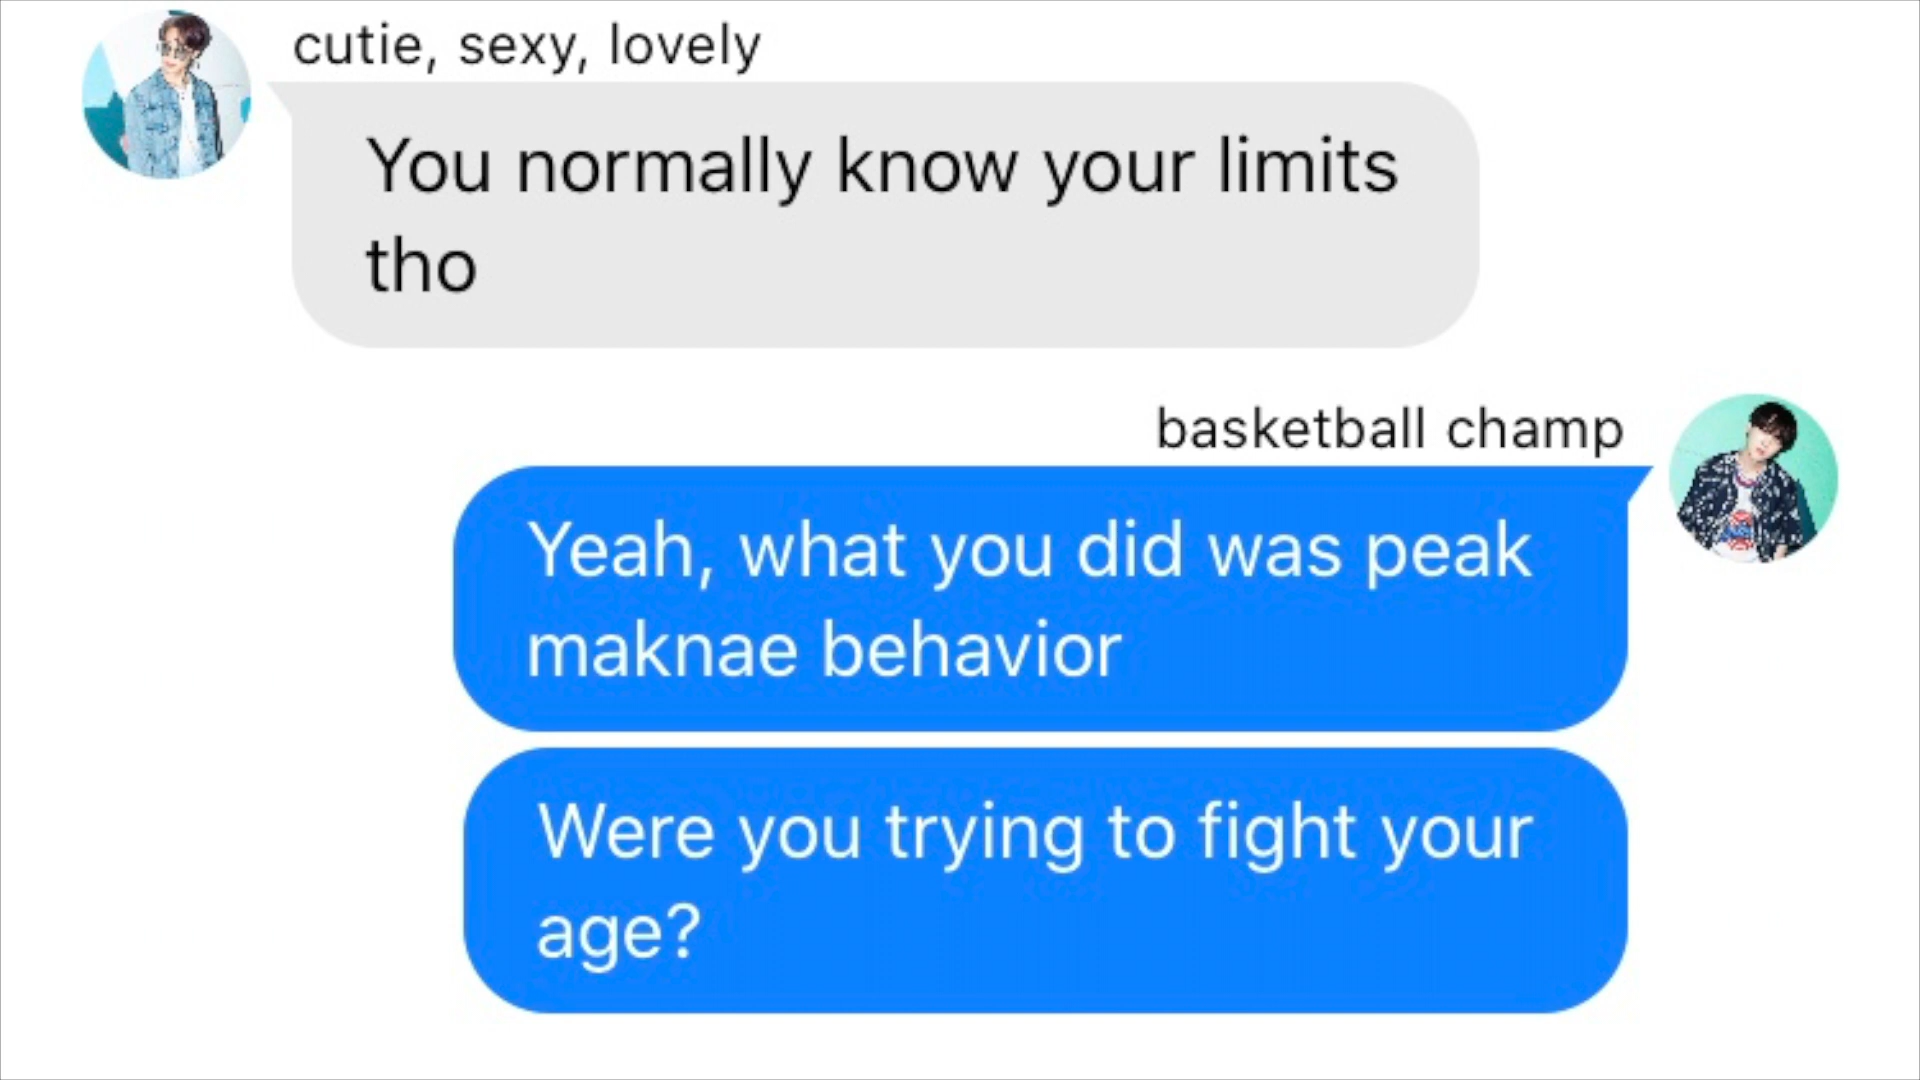 cutie, sexy, lovely
You normally know your limits
tho
basketball champ
Yeah, what you did was peak
maknae behavior
Were you trying to fight your
age?